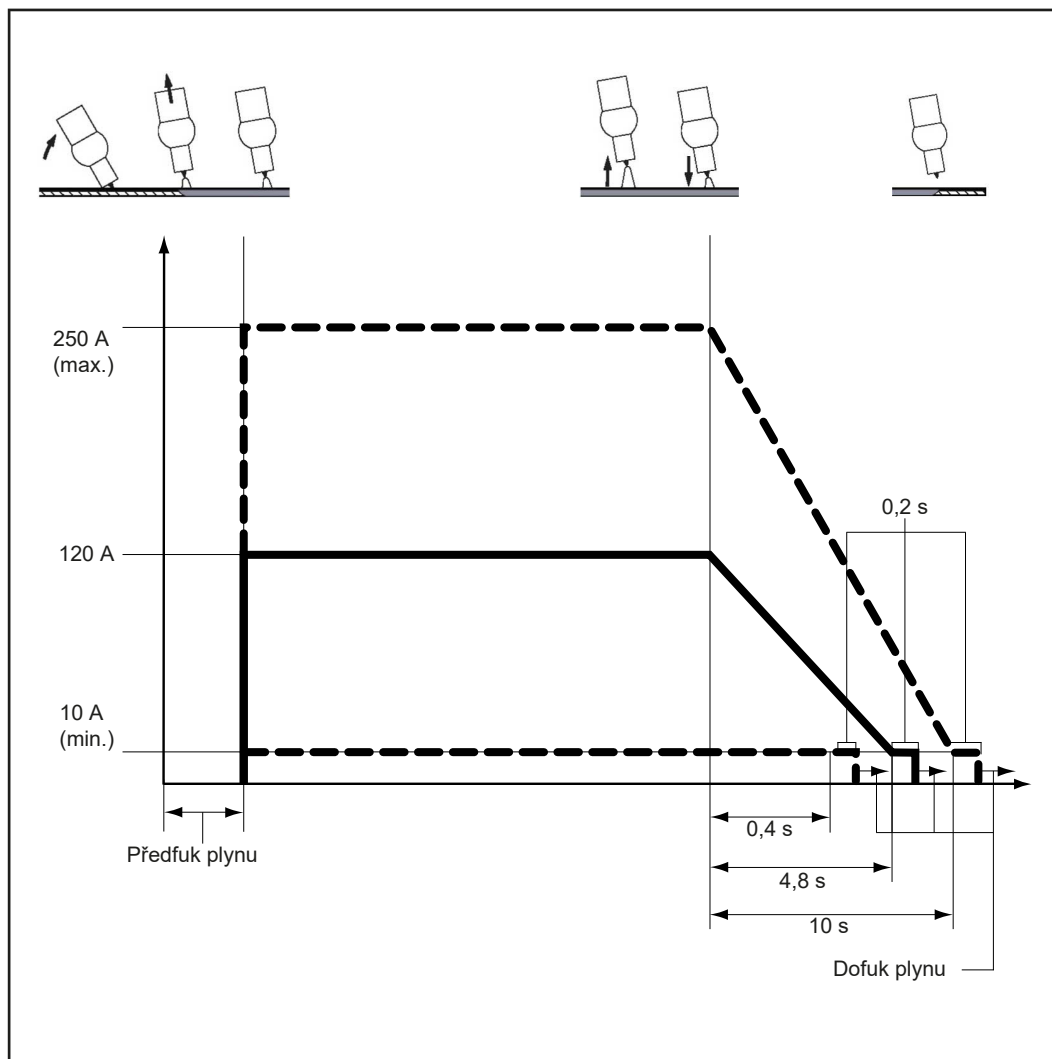 250 A
(max.)
0,2 s
120 A
10 A
(min.)
0,4 s
Předfuk plynu
4,8 s
10 s
Dofuk plynu